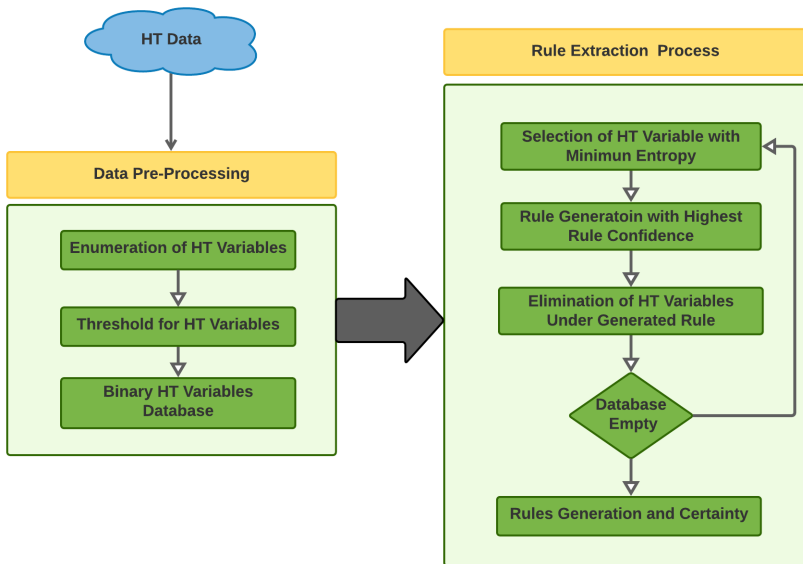 HT Data
Data Pre-Processing
Enumeration of HT Variables
Threshold for HT Variables
Binary HT Variables
Database
Rule Extraction Process
Selection of HT Variable with
Minimun Entropy
Rule Generatoin with Highest
Rule Confidence
Elimination of HT Variables
Under Generated Rule
Database
Empty
Rules Generation and Certainty